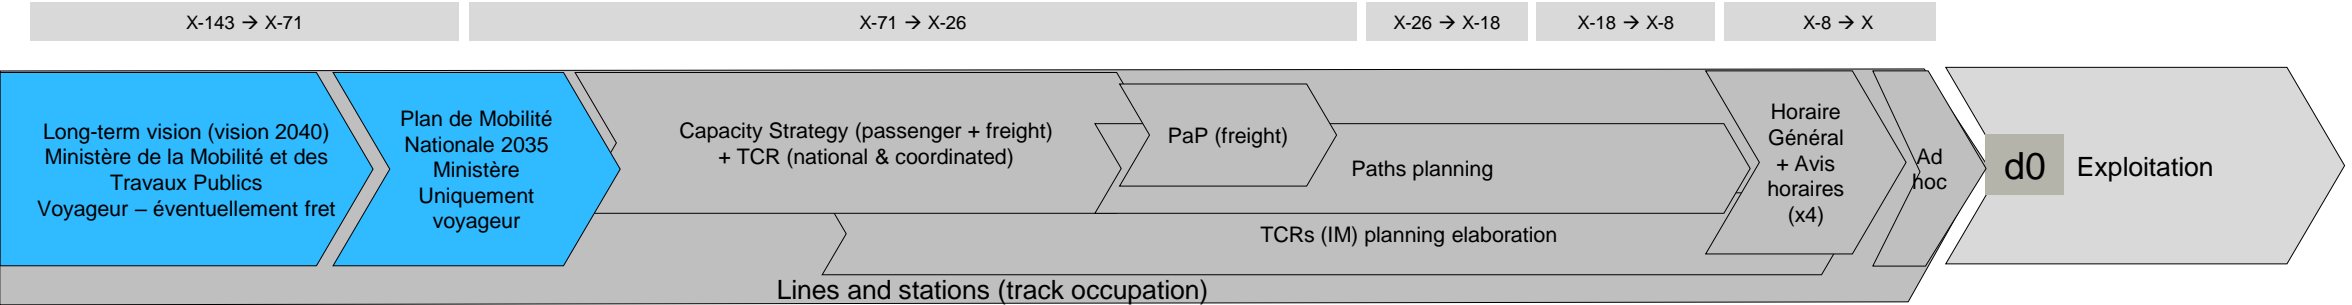 X-143 → X-71
X-71 → X-26
X-26 → X-18
X-18 → X-8
X-8 → X
Long-term vision (vision 2040)
Ministère de la Mobilité et des
Travaux Publics
Voyageur – éventuellement fret
Plan de Mobilité
Nationale 2035
Ministère
Uniquement
voyageur
Capacity Strategy (passenger + freight)
+ TCR (national & coordinated)
PaP (freight)
Paths planning
TCRs (IM) planning elaboration
Lines and stations (track occupation)
Horaire
Général
+ Avis
horaires
(x4)
Ad
hoc
d0
Exploitation